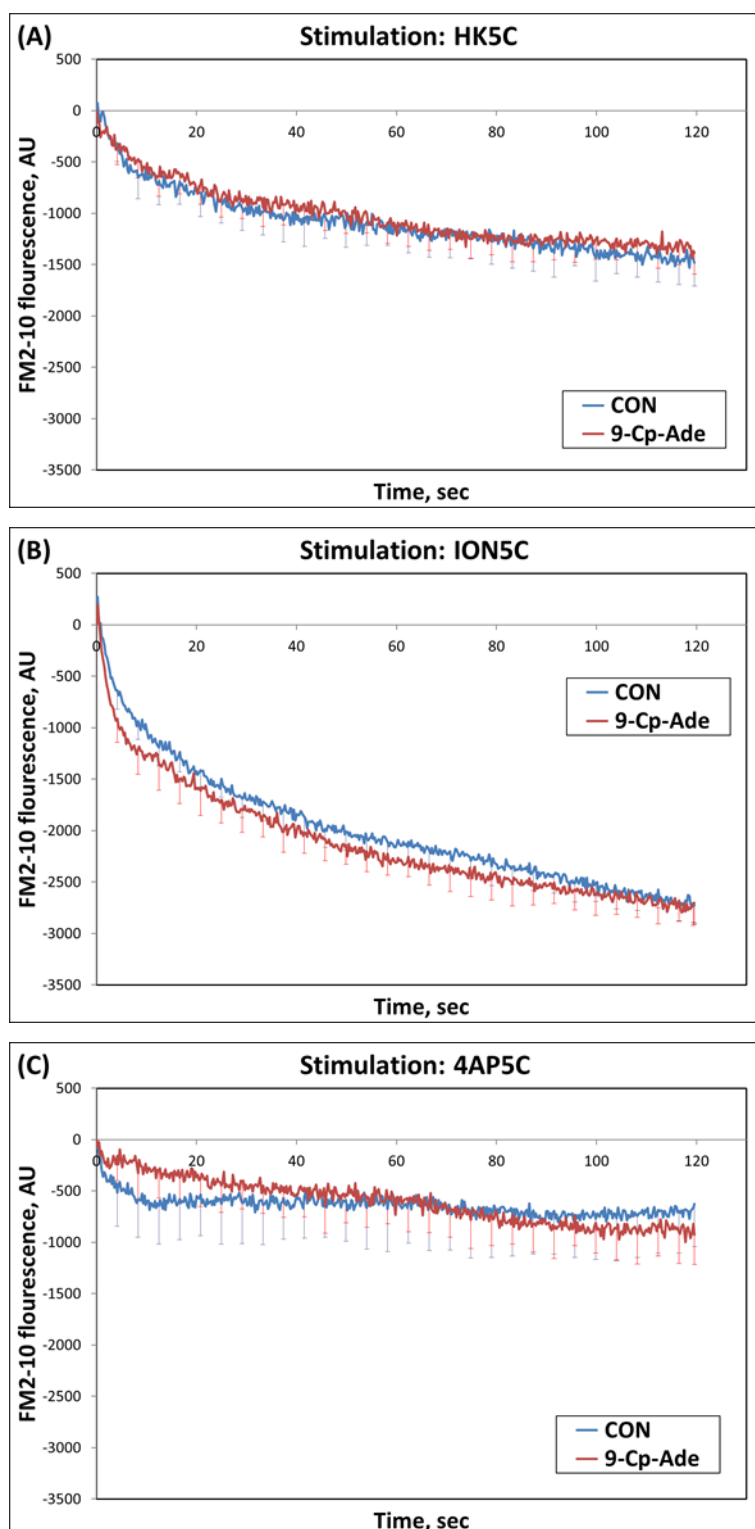 (A) Stimulation: HK5C
500
0
0 20 40 60 80 100 120
-500
-1000
-1500
-2000
-2500
-3000
-3500
FM2-10 flourescence, AU
CON
9-Cp-Ade
Time, sec
(B) Stimulation: ION5C
500
0
0 20 40 60 80 100 120
-500
-1000
-1500
-2000
-2500
-3000
-3500
FM2-10 flourescence, AU
CON
9-Cp-Ade
Time, sec
(C) Stimulation: 4AP5C
500
0
0 20 40 60 80 100 120
-500
-1000
-1500
-2000
-2500
-3000
-3500
FM2-10 flourescence, AU
CON
9-Cp-Ade
Time, sec